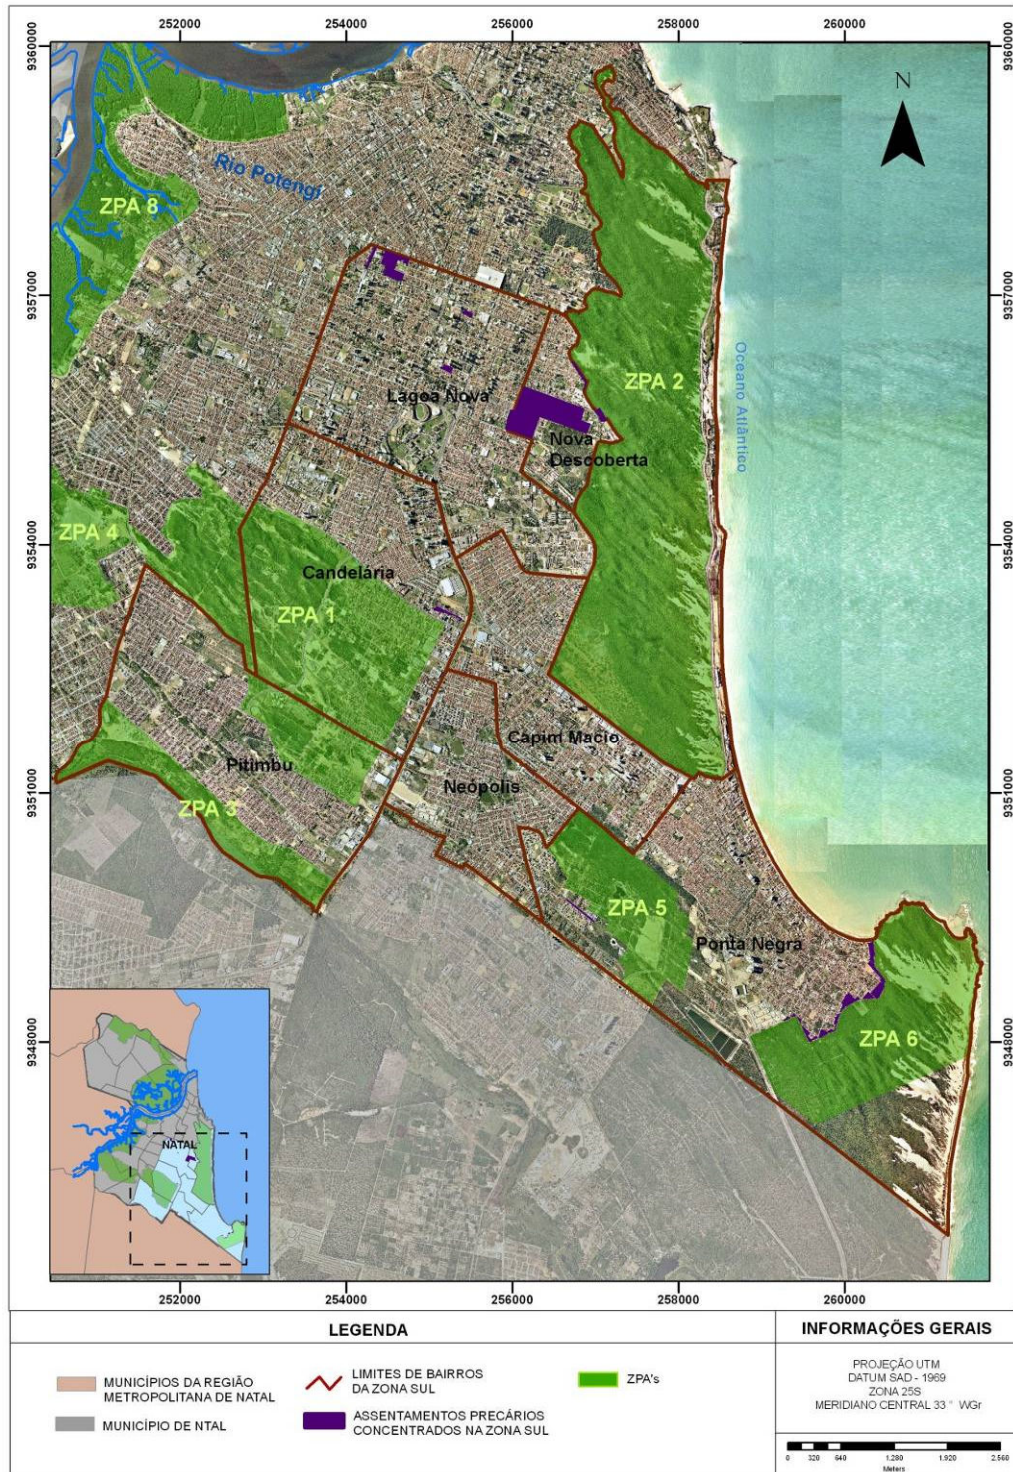 252000 254000 256000 258000 260000
9360000
9360000
N
Rio Potengi
ZPA 8
9357000
9357000
ZPA 2
Oceano Atlântico
Lagoa Nova
Nova
Descoberta
ZPA 4
9354000
9354000
Candelária
ZPA 1
Capim Macio
Pitimbu
Neópolis
9351000
9351000
ZPA 3
ZPA 5
Ponta Negra
9348000
9348000
ZPA 6
NATAL
252000 254000 256000 258000 260000
LEGENDA
MUNICÍPIOS DA REGIÃO
METROPOLITANA DE NATAL
MUNICÍPIO DE NTAL
LIMITES DE BAIRROS
DA ZONA SUL
ASSENTAMENTOS PRECÁRIOS
CONCENTRADOS NA ZONA SUL
ZPA's
INFORMAÇÕES GERAIS
PROJEÇÃO UTM
DATUM SAD - 1969
ZONA 25S
MERIDIANO CENTRAL 33 ° WGr
0 320 640 1.280 1.920 2.560
Meters